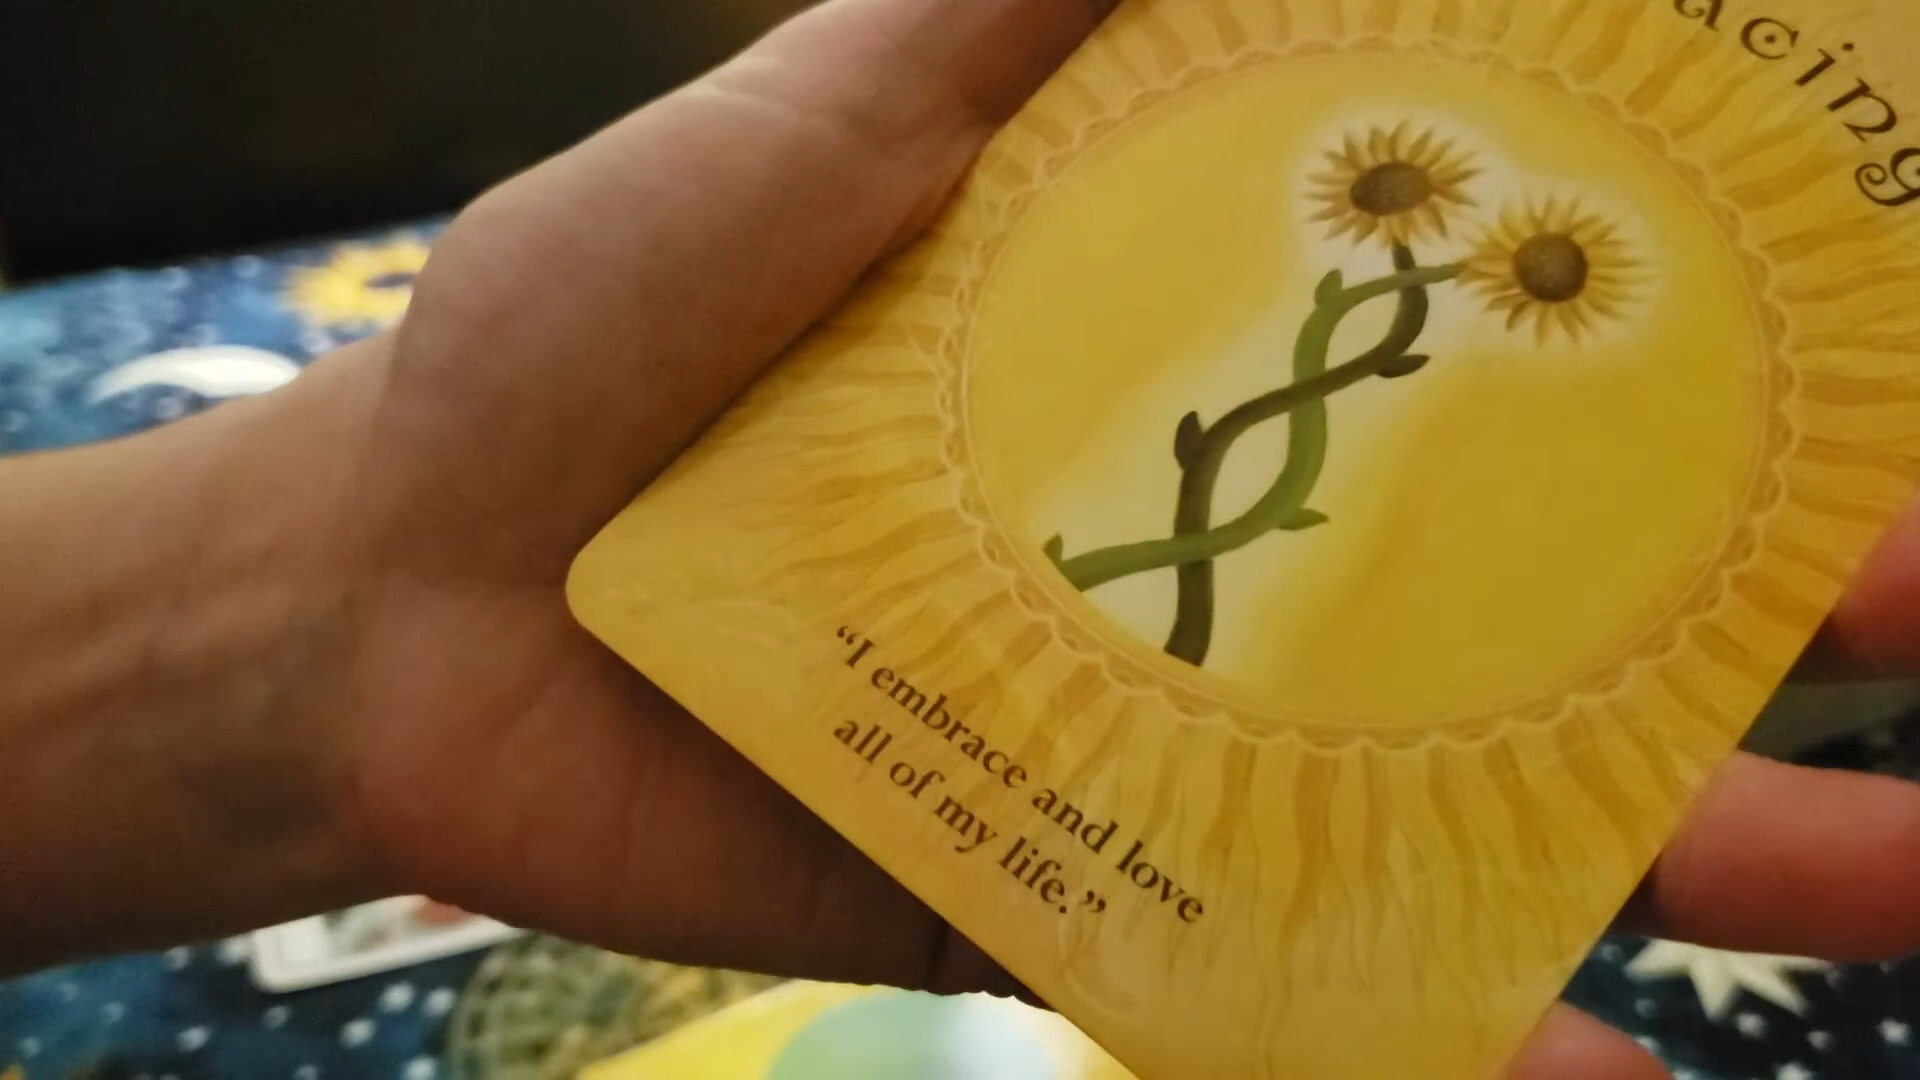 acing
“I embrace and love
all of my life.”